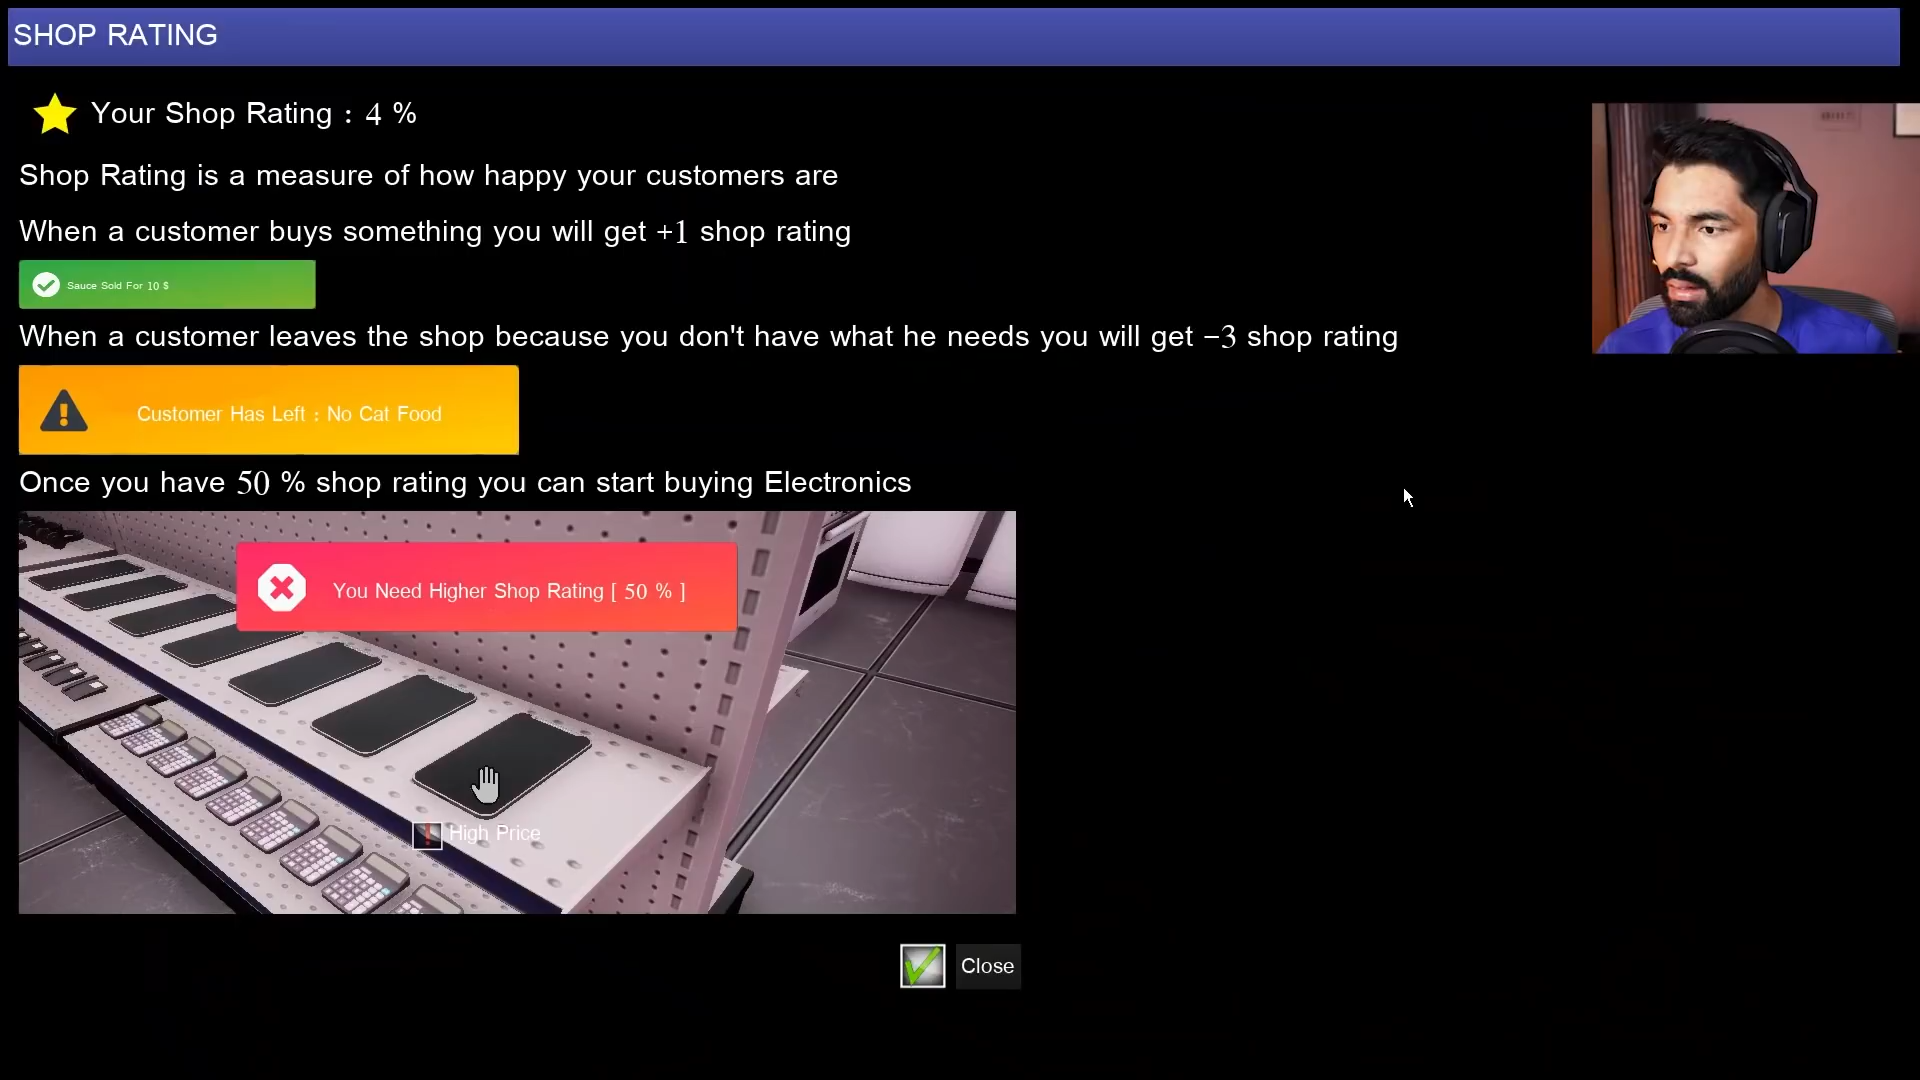 SHOP RATING
Your Shop Rating : 4 %
Shop Rating is a measure of how happy your customers are
When a customer buys something you will get +1 shop rating
Sauce Sold For 10 $
When a customer leaves the shop because you don't have what he needs you will get −3 shop rating
Customer Has Left : No Cat Food
Once you have 50 % shop rating you can start buying Electronics
You Need Higher Shop Rating [ 50 % ]
High Price
Close